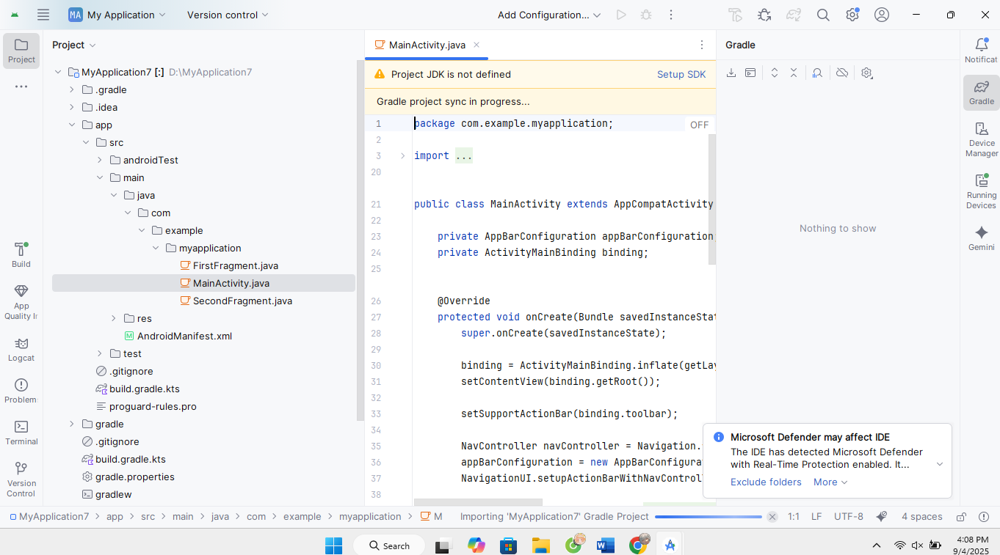 MA My Application
Version control
Add Configuration...
Project
Build
App
Quality In
Logcat
Problem
Terminal
Version
Control
Project
MyApplication7 [:] D:\MyApplication7
.gradle
.idea
app
src
androidTest
main
java
com
example
myapplication
FirstFragment.java
MainActivity.java
SecondFragment.java
res
M AndroidManifest.xml
test
.gitignore
build.gradle.kts
proguard-rules.pro
gradle
.gitignore
build.gradle.kts
gradle.properties
gradlew
MainActivity.java
Project JDK is not defined
Setup SDK
Gradle project sync in progress...
OFF
1 package com.example.myapplication;
2
3 import ...
20
21 public class MainActivity extends AppCompatActivity
22
23 private AppBarConfiguration appBarConfiguration
24 private ActivityMainBinding binding;
25
26 @Override
27 protected void onCreate(Bundle savedInstanceStat
28 super.onCreate(savedInstanceState);
29
30 binding = ActivityMainBinding.inflate(getLay
31 setContentView(binding.getRoot());
32
33 setSupportActionBar(binding.toolbar);
34
35 NavController navController = Navigation.
36 appBarConfiguration = new AppBarConfigurat
37 NavigationUI.setupActionBarWithNavControl
38
Gradle
Nothing to show
Notificat
Gradle
Device
Manager
Running
Devices
Gemini
Microsoft Defender may affect IDE
The IDE has detected Microsoft Defender
with Real-Time Protection enabled. It...
Exclude folders
More
MyApplication7 > app > src > main > java > com > example > myapplication > M
Importing 'MyApplication7' Gradle Project
1:1
LF
UTF-8
4 spaces
Search
4:08 PM
9/4/2025